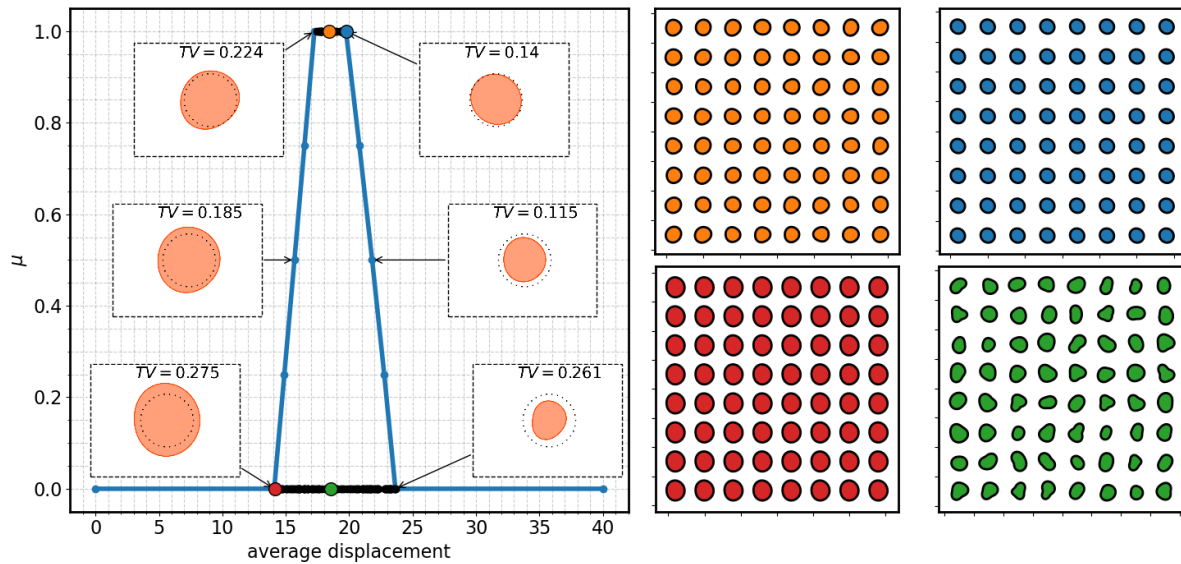 1.0
TV = 0.224
TV = 0.14
0.8
0.6
TV = 0.185
TV = 0.115
μ
0.4
TV = 0.275
TV = 0.261
0.2
0.0
0 5 10 15 20 25 30 35 40
average displacement